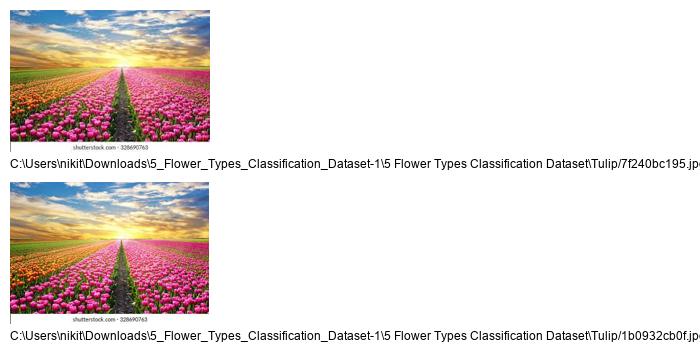 shutterstock.com · 328690763
C:\Users\nikit\Downloads\5_Flower_Types_Classification_Dataset-1\5 Flower Types Classification Dataset\Tulip/7f240bc195.jpe
shutterstock.com · 328690763
C:\Users\nikit\Downloads\5_Flower_Types_Classification_Dataset-1\5 Flower Types Classification Dataset\Tulip/1b0932cb0f.jpe